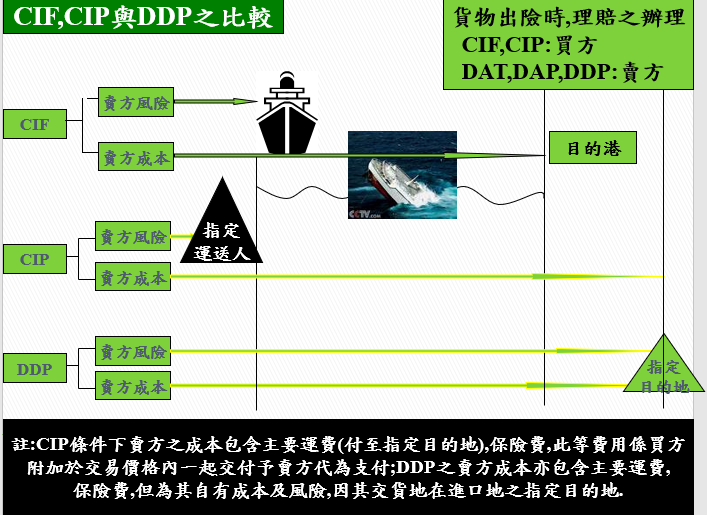 CIF,CIP與DDP之比較
貨物出險時,理賠之辦理
CIF,CIP:買方
DAT,DAP,DDP:賣方
CIF
賣方風險
賣方成本
目的港
CCTV.com
CIP
賣方風險
賣方成本
指定
運送人
DDP
賣方風險
賣方成本
指定
目的地
註:CIP條件下賣方之成本包含主要運費(付至指定目的地),保險費,此等費用係買方
附加於交易價格內一起交付予賣方代為支付;DDP之賣方成本亦包含主要運費,
保險費,但為其自有成本及風險,因其交貨地在進口地之指定目的地.